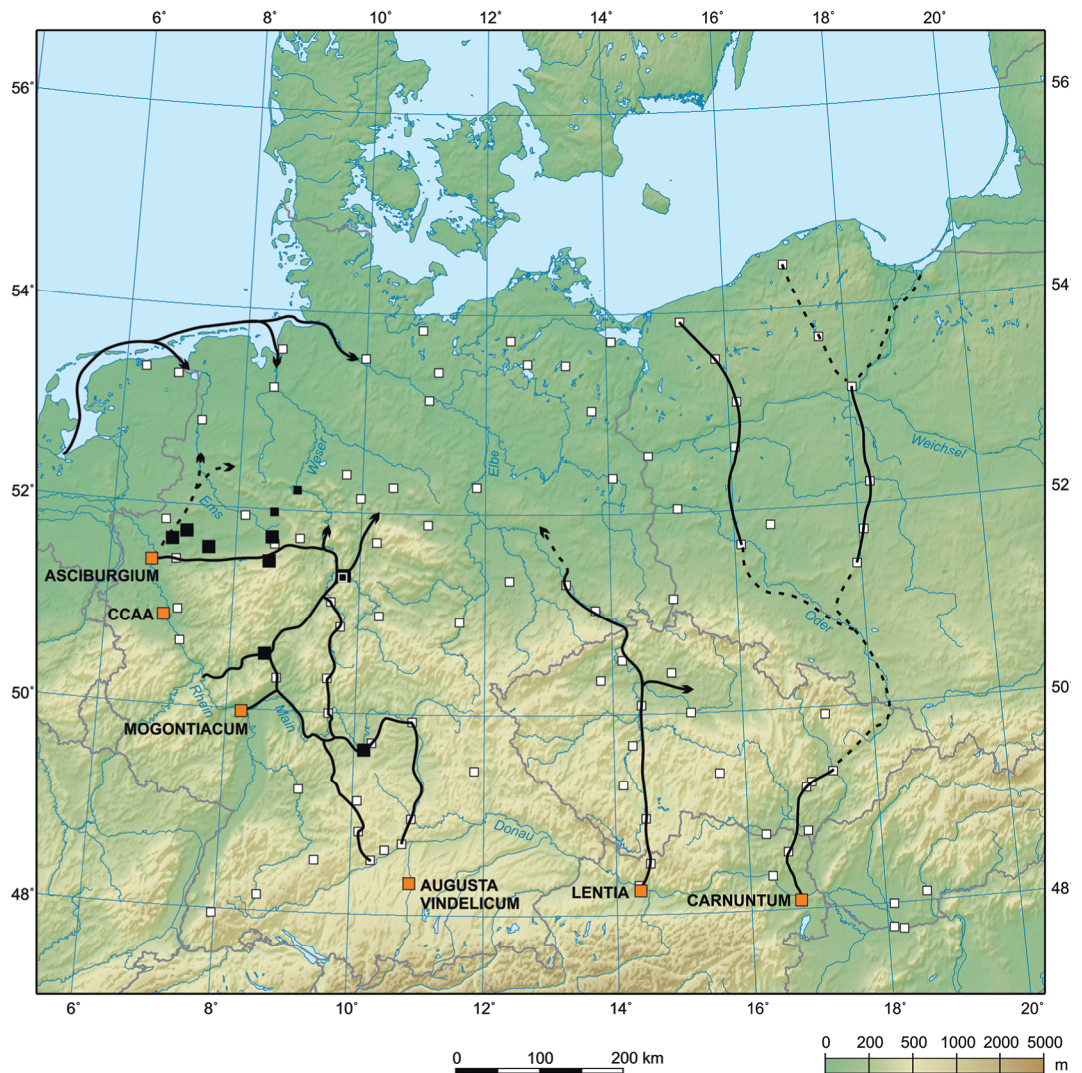 6° 8° 10° 12° 14° 16° 18° 20°
56° 56°
54° 54°
Weichsel
Weser
Elbe
52° 52°
Ems
ASCIBURGIUM
CCAA
Oder
50° 50°
Rhein
Main
MOGONTIACUM
Donau
48° 48°
AUGUSTA
VINDELICUM
LENTIA
CARNUNTUM
6° 8° 10° 12° 14° 16° 18° 20°
0 100 200 km
0 200 500 1000 2000 5000
m